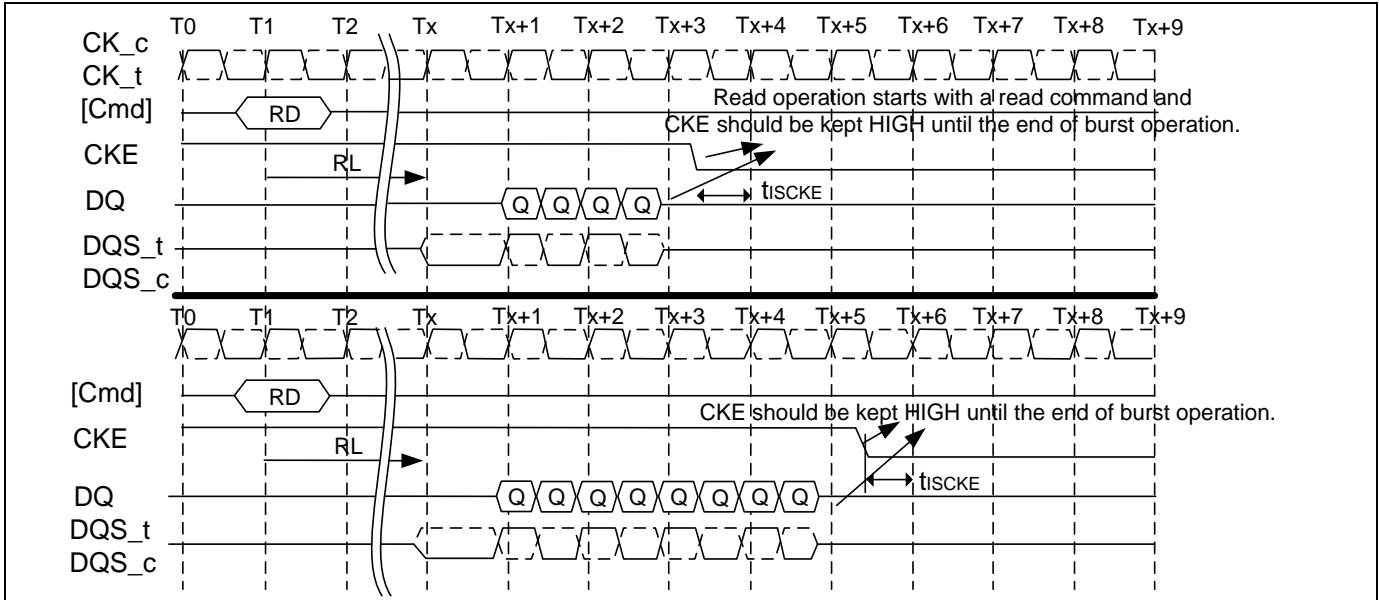 T0 T1 T2 Tx Tx+1 Tx+2 Tx+3 Tx+4 Tx+5 Tx+6 Tx+7 Tx+8 Tx+9
CK_c
CK_t
[Cmd] RD
Read operation starts with a read command and
CKE should be kept HIGH until the end of burst operation.
CKE
RL
tISCKE
DQ Q Q Q Q
DQS_t
DQS_c
T0 T1 T2 Tx Tx+1 Tx+2 Tx+3 Tx+4 Tx+5 Tx+6 Tx+7 Tx+8 Tx+9
[Cmd] RD
CKE should be kept HIGH until the end of burst operation.
CKE
RL
tISCKE
DQ Q Q Q Q Q Q Q Q
DQS_t
DQS_c